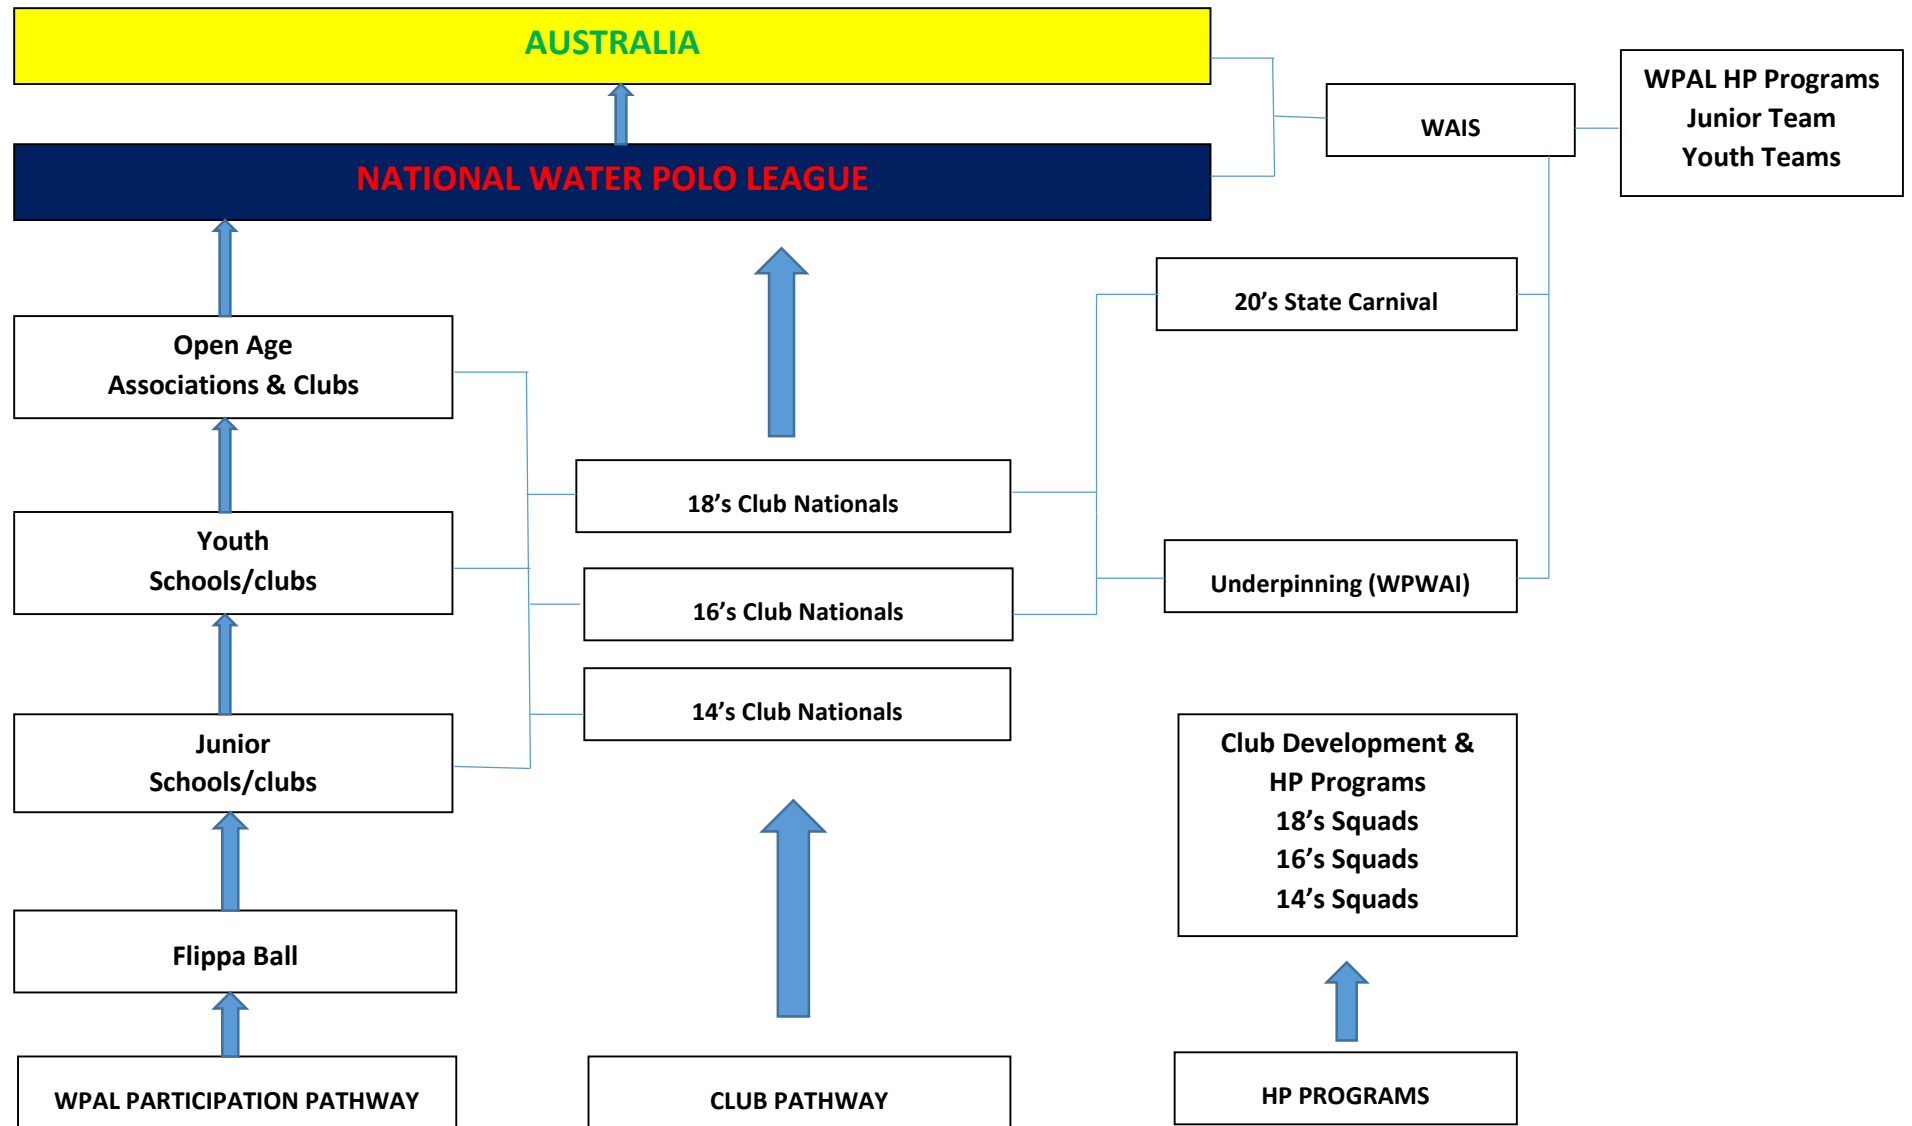 AUSTRALIA
WPAL HP Programs
Junior Team
Youth Teams
WAIS
NATIONAL WATER POLO LEAGUE
20’s State Carnival
Open Age
Associations & Clubs
18’s Club Nationals
Youth
Schools/clubs
Underpinning (WPWAI)
16’s Club Nationals
14’s Club Nationals
Junior
Schools/clubs
Club Development &
HP Programs
18’s Squads
16’s Squads
14’s Squads
Flippa Ball
WPAL PARTICIPATION PATHWAY
CLUB PATHWAY
HP PROGRAMS